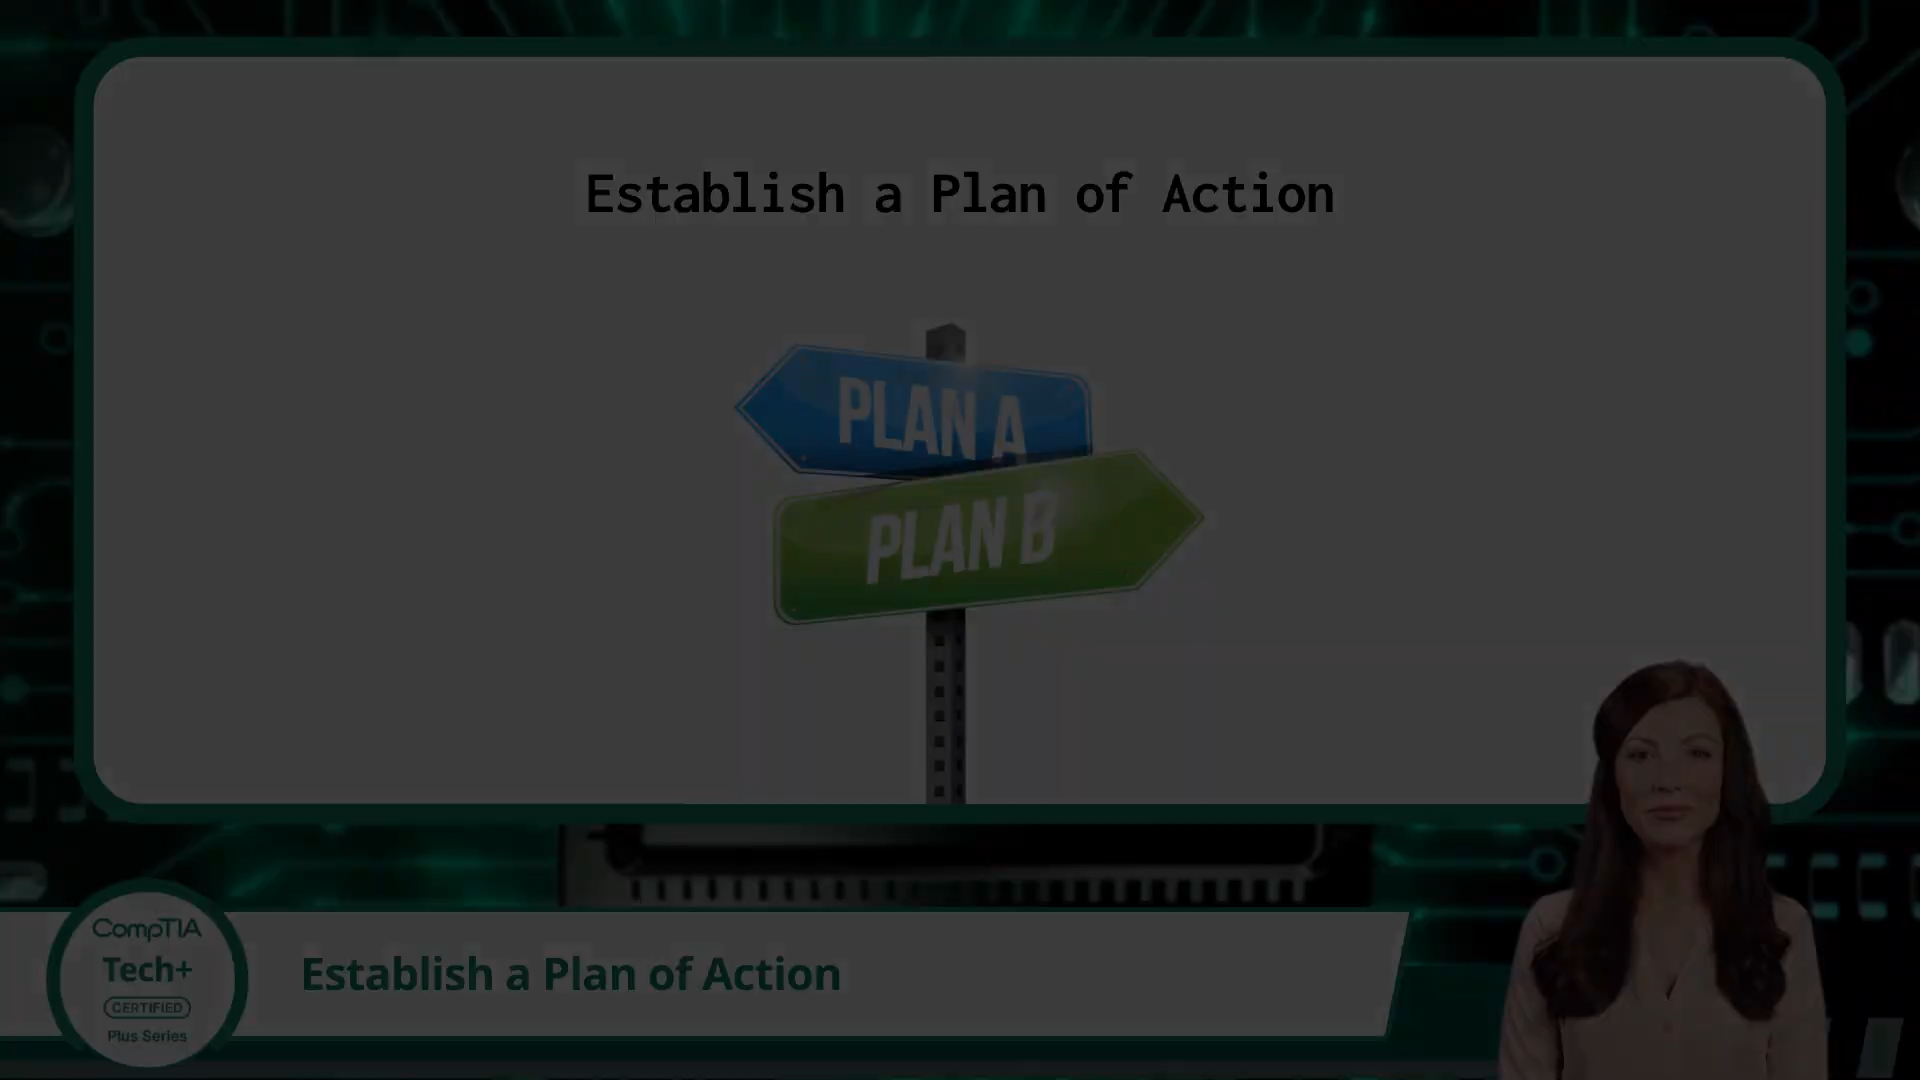 Establish a Plan of Action
PLAN A
PLAN B
CompTIA
Tech+
CERTIFIED
Plus Series
Establish a Plan of Action